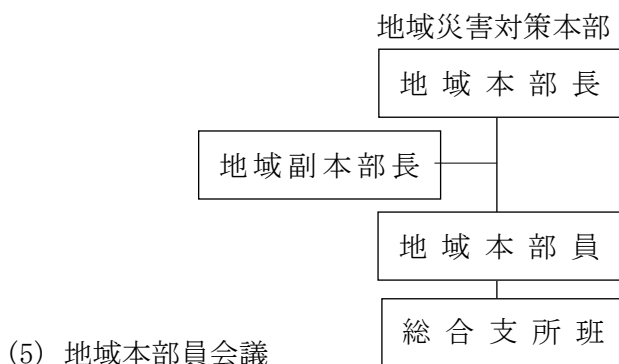 地域災害対策本部
地域本部長
地域副本部長
地域本部員
総合支所班
(5) 地域本部員会議